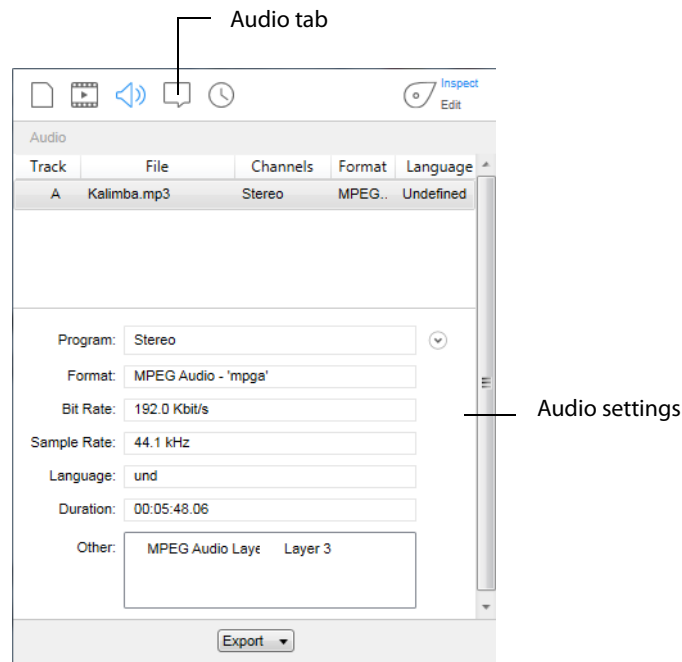 Audio tab
Inspect
Edit
Audio
Track File Channels Format Language
A Kalimba.mp3 Stereo MPEG.. Undefined
Program: Stereo
Format: MPEG Audio - 'mpga'
Bit Rate: 192.0 Kbit/s
Audio settings
Sample Rate: 44.1 kHz
Language: und
Duration: 00:05:48.06
Other: MPEG Audio Laye Layer 3
Export